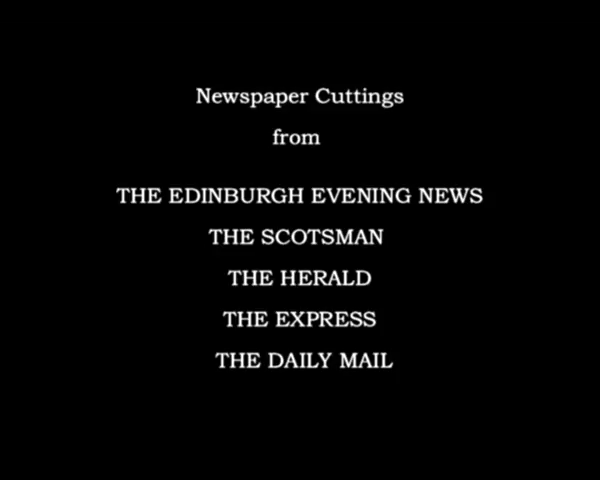 Newspaper Cuttings
from
THE EDINBURGH EVENING NEWS
THE SCOTSMAN
THE HERALD
THE EXPRESS
THE DAILY MAIL